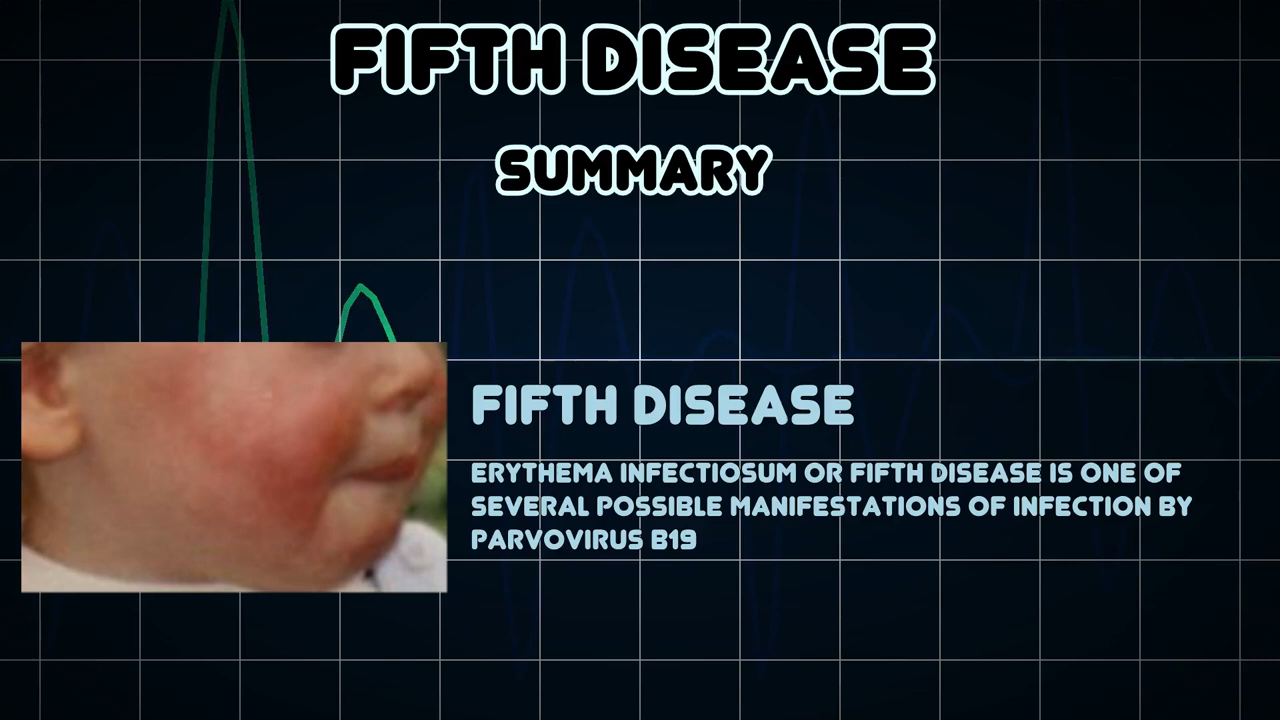 FIFTH DISEASE
SUMMARY
FIFTH DISEASE
ERYTHEMA INFECTIOSUM OR FIFTH DISEASE IS ONE OF
SEVERAL POSSIBLE MANIFESTATIONS OF INFECTION BY
PARVOVIRUS B19